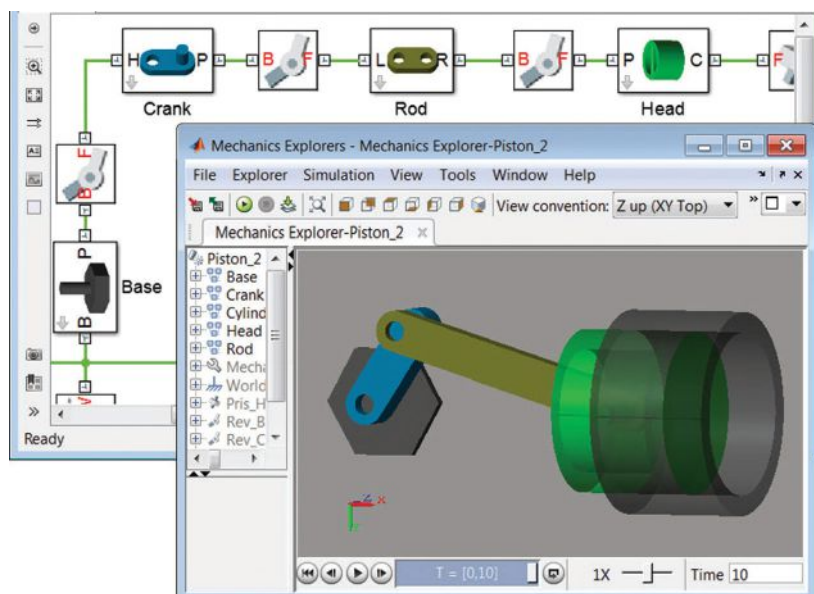 H P B F L R B F P C F
Crank Rod Head
F
B
P
B
Base
Ready
Mechanics Explorers - Mechanics Explorer-Piston_2
File Explorer Simulation View Tools Window Help
View convention: Z up (XY Top)
Mechanics Explorer-Piston_2
Piston_2
Base
Crank
Cylind
Head
Rod
Mecha
World
Pris_H
Rev_B
Rev_C
Z X
T = [0,10] 1X Time 10